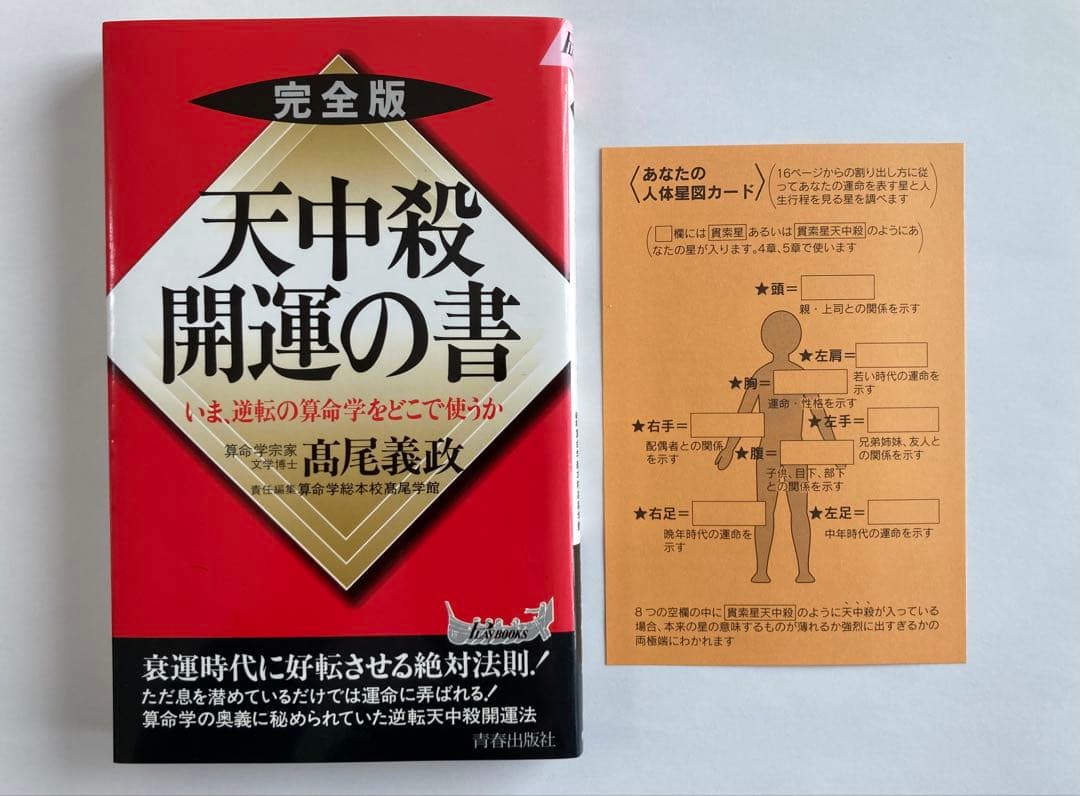 完全版
天中殺
開運の書
いま、逆転の算命学をどこで使うか
算命学宗家
文学博士
髙尾義政
責任編集 算命学総本校髙尾学館
PLAYBOOKS
衰運時代に好転させる絶対法則!
ただ息を潜めているだけでは運命に弄ばれる!
算命学の奥義に秘められていた逆転天中殺開運法
青春出版社
〈あなたの
人体星図カード〉
(16ページからの割り出し方に従
ってあなたの運命を表す星と人
生行程を見る星を調べます)
(□欄には 貫索星 あるいは 貫索星天中殺 のようにあ
なたの星が入ります。4章、5章で使います)
★頭=
親・上司との関係を示す
★左肩=
若い時代の運命を
示す
★胸=
運命・性格を示す
★右手=
配偶者との関係
を示す
★左手=
兄弟姉妹、友人と
の関係を示す
★腹=
子供、目下、部下
との関係を示す
★右足=
晩年時代の運命を
示す
★左足=
中年時代の運命を示す
8つの空欄の中に 貫索星天中殺 のように天中殺が入っている
場合、本来の星の意味するものが薄れるか強烈に出すぎるかの
両極端にわかれます